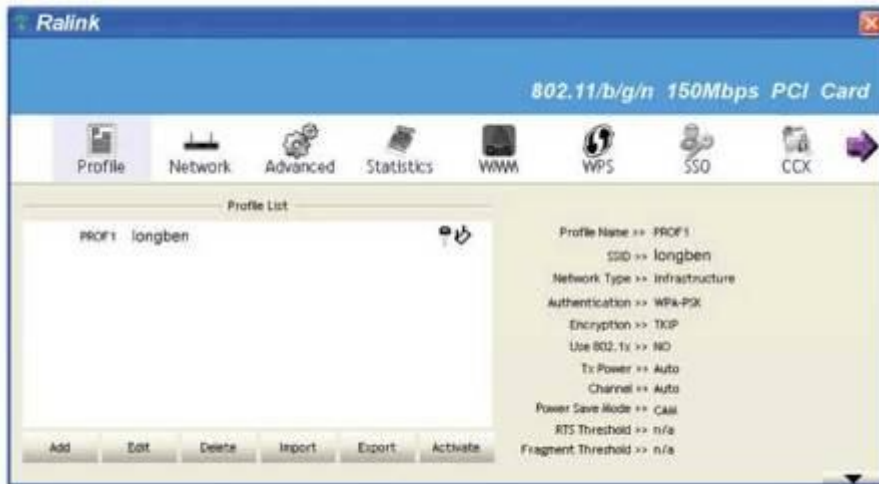 Ralink
802.11/b/g/n 150Mbps PCI Card
Profile Network Advanced Statistics WMM WPS SSO CCX
Profile List
PROF1 longben
Profile Name >> PROF1
SSID >> longben
Network Type >> Infrastructure
Authentication >> WPA-PSK
Encryption >> TKIP
Use 802.1x >> NO
Tx Power >> Auto
Channel >> Auto
Power Save Mode >> CAM
RTS Threshold >> n/a
Fragment Threshold >> n/a
Add Edit Delete Import Export Activate